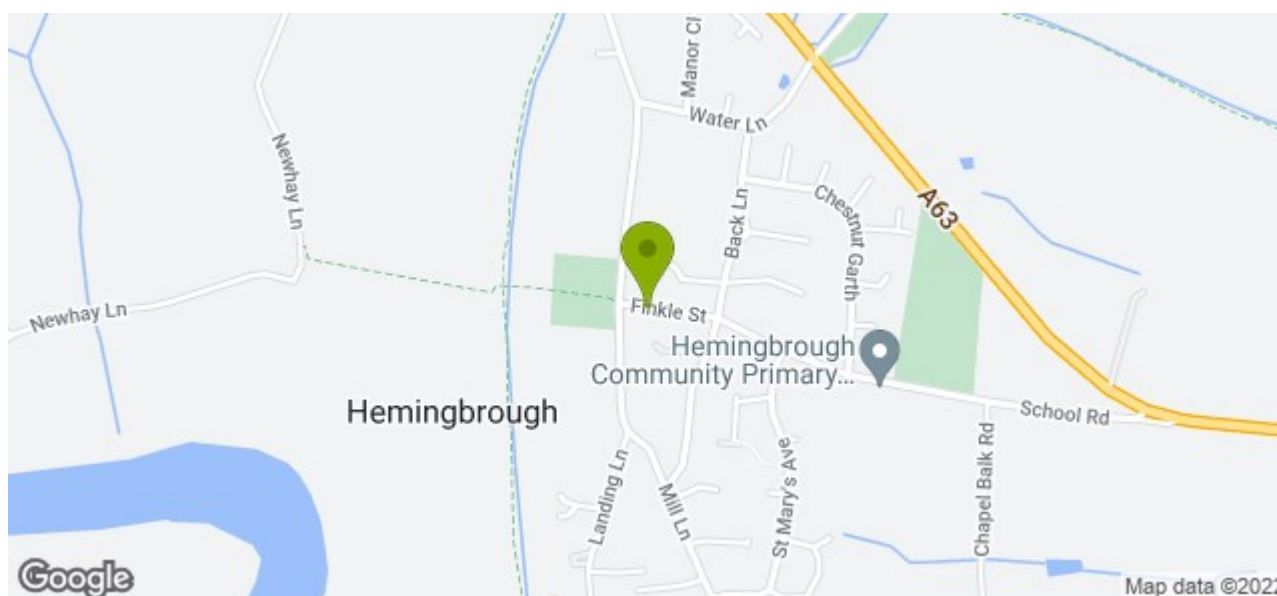 Manor Cl
Water Ln
Newhay Ln
Back Ln
Chestnut Garth
A63
Newhay Ln
Finkle St
Hemingbrough
Community Primary...
School Rd
Hemingbrough
Landing Ln
Mill Ln
St Mary's Ave
Chapel Balk Rd
Google
Map data ©2022